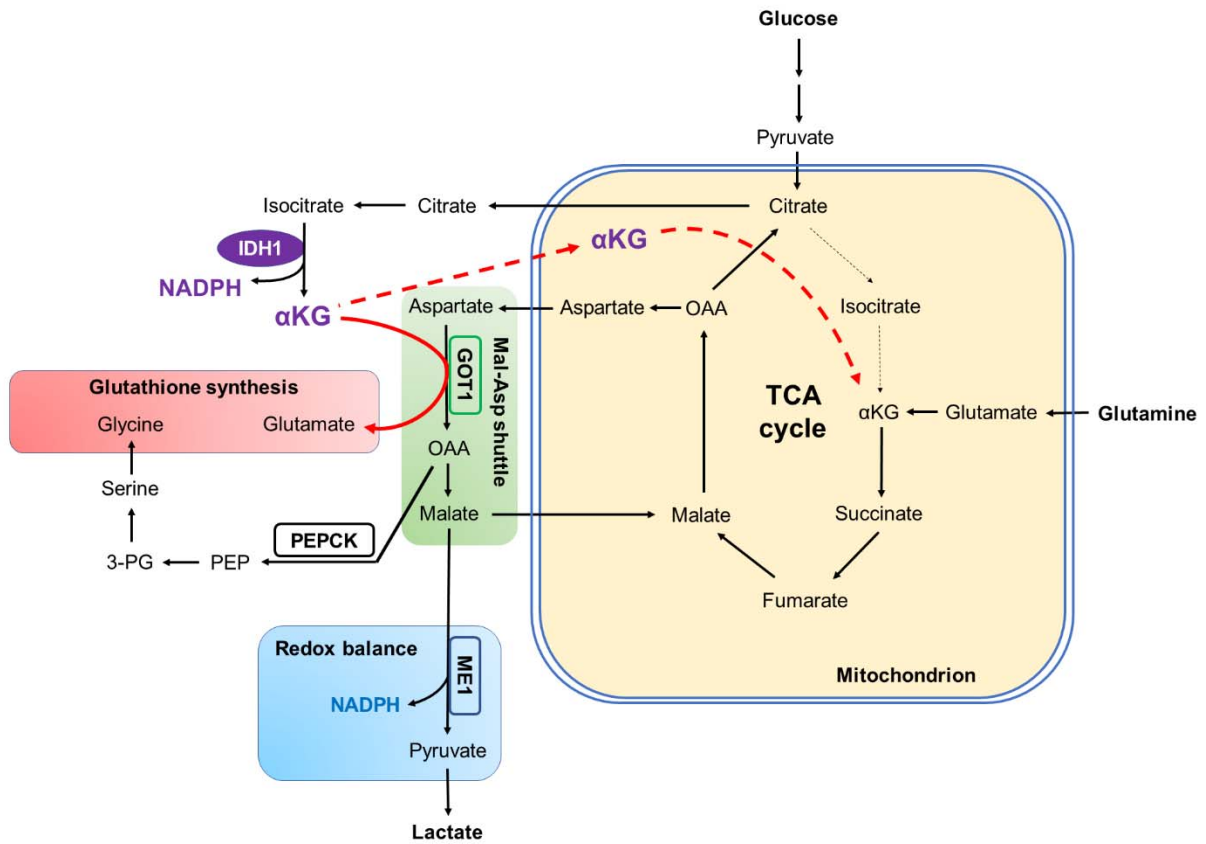 Glucose
Pyruvate
Isocitrate
Citrate
Citrate
IDH1
αKG
NADPH
αKG
Aspartate
Aspartate
OAA
Isocitrate
GOT1
Mal-Asp shuttle
Glutathione synthesis
Glycine
Glutamate
TCA
cycle
αKG
Glutamate
Glutamine
OAA
Serine
Malate
Malate
Succinate
PEPCK
3-PG
PEP
Fumarate
Redox balance
ME1
NADPH
Mitochondrion
Pyruvate
Lactate